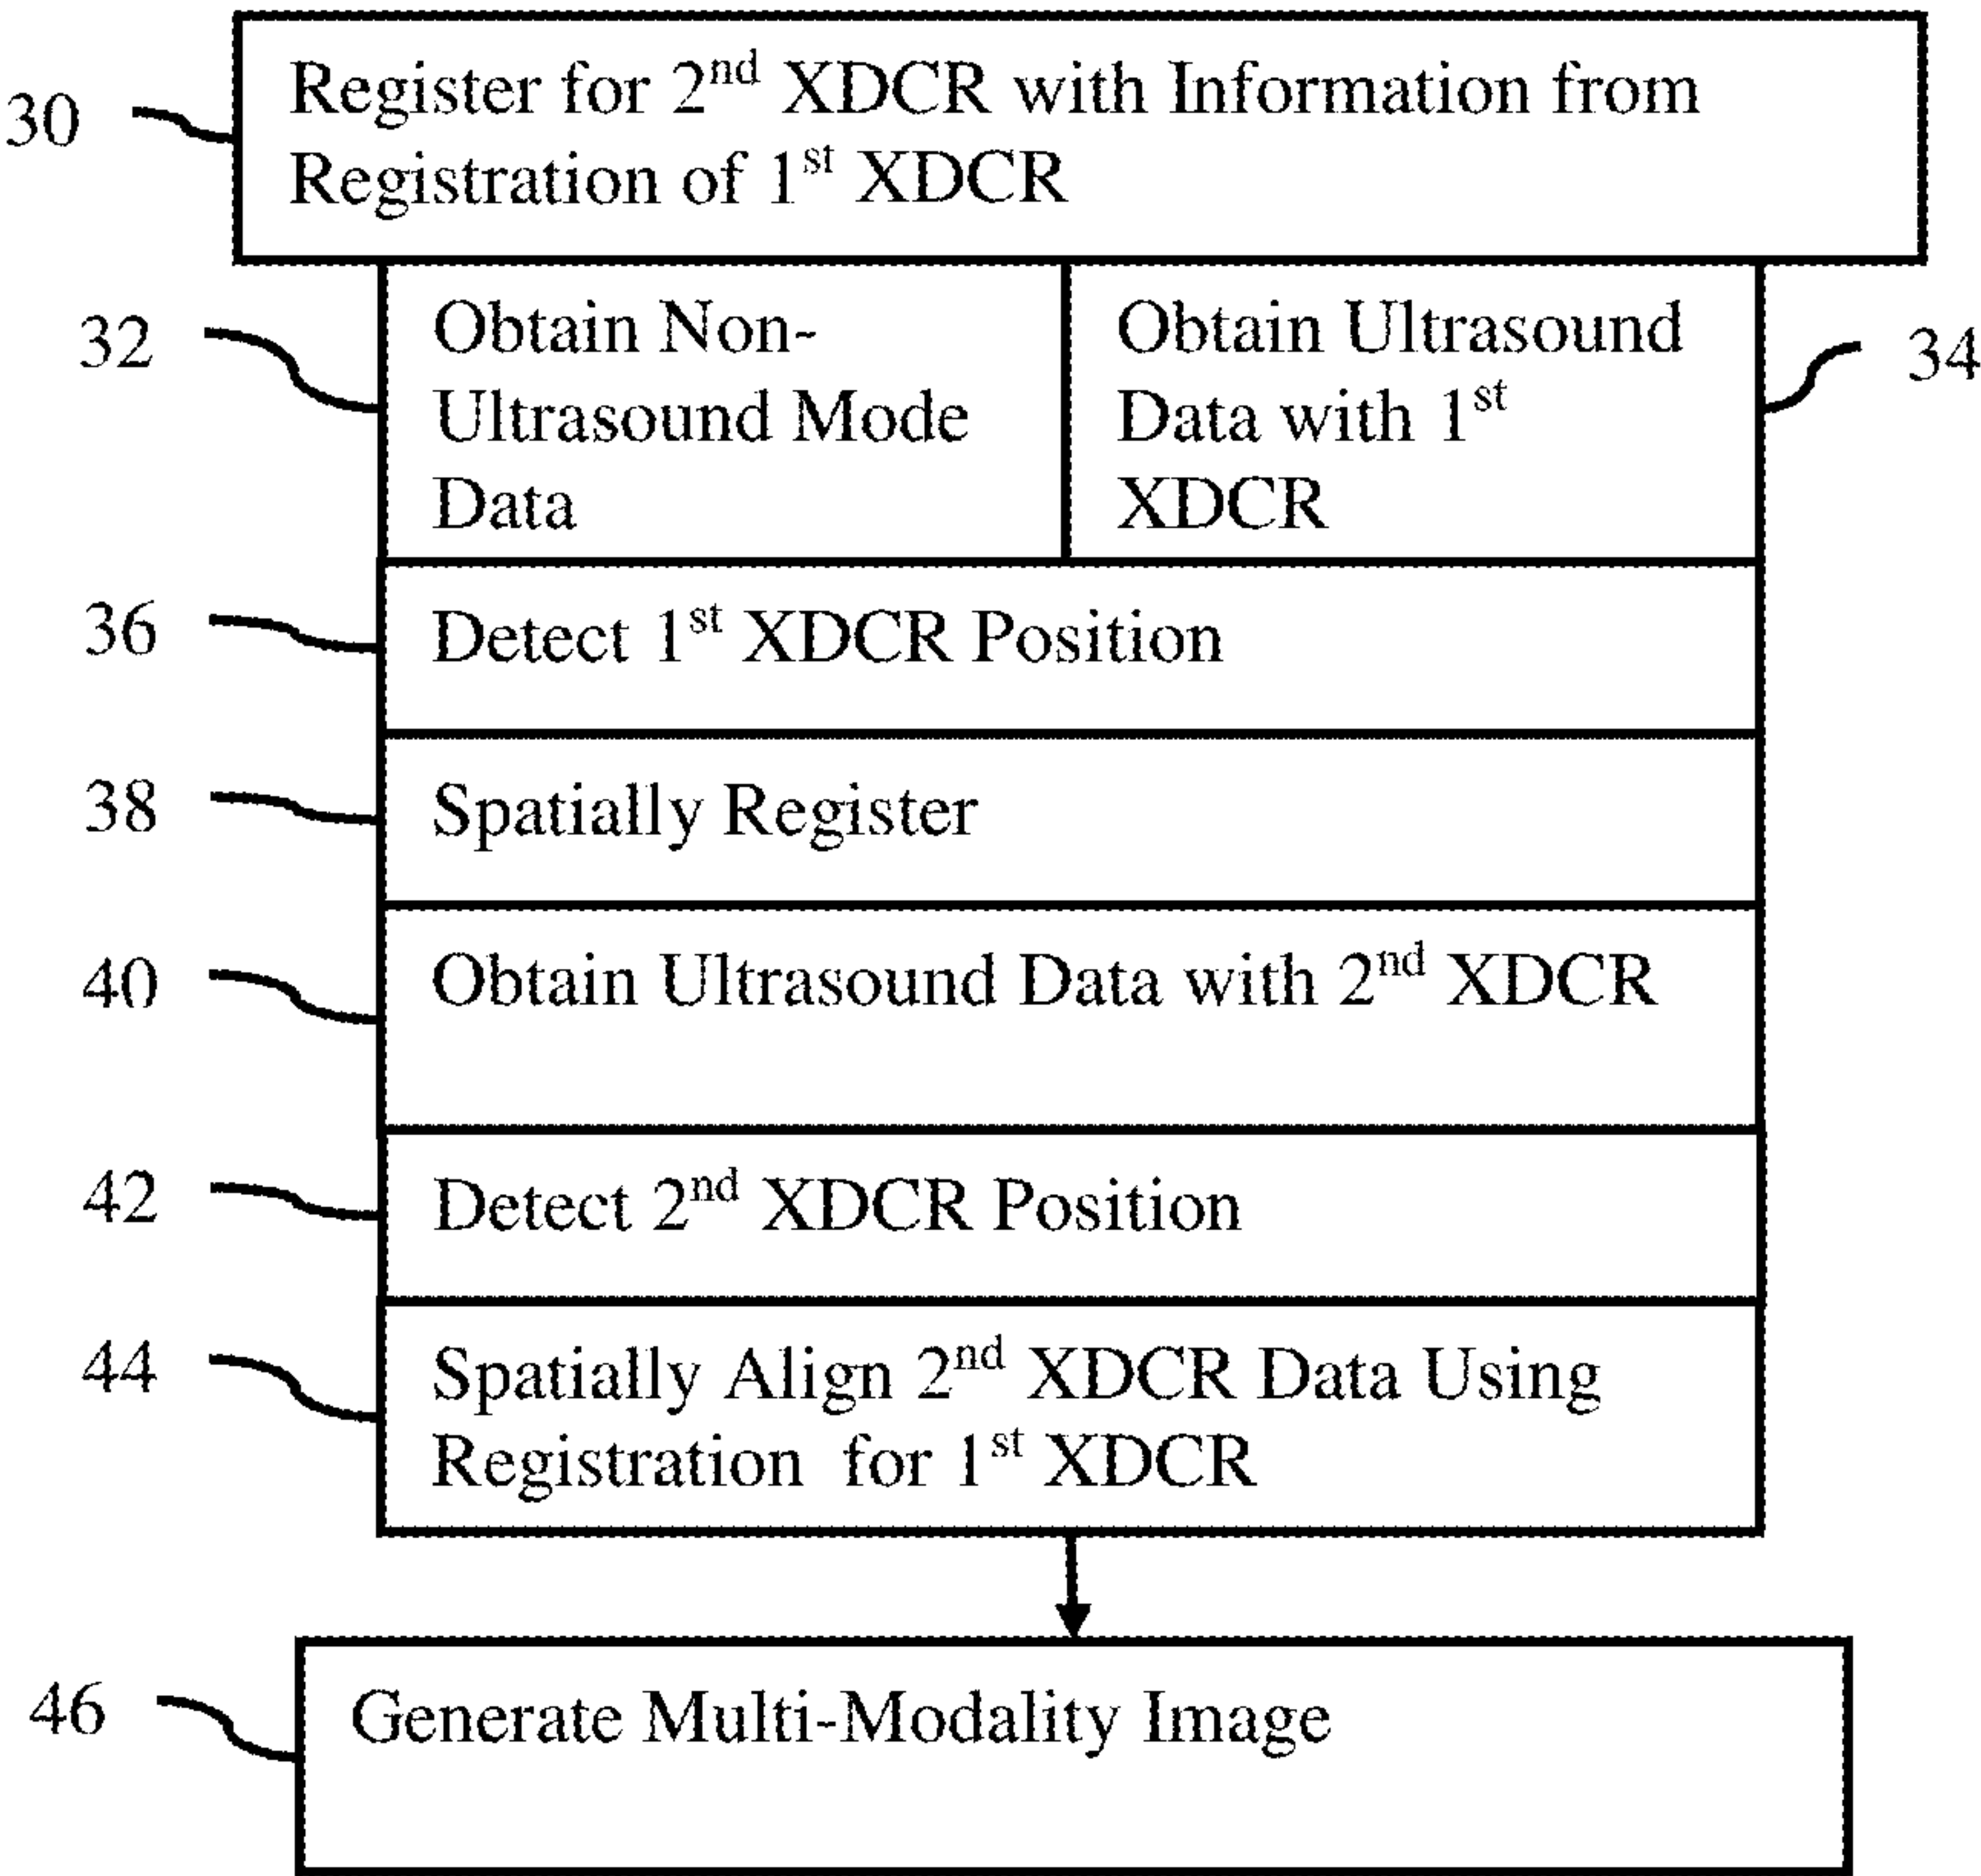 30
Register for 2nd XDCR with Information from
Registration of 1st XDCR
32
Obtain Non-
Ultrasound Mode
Data
Obtain Ultrasound
Data with 1st
XDCR
34
36
Detect 1st XDCR Position
38
Spatially Register
40
Obtain Ultrasound Data with 2nd XDCR
42
Detect 2nd XDCR Position
44
Spatially Align 2nd XDCR Data Using
Registration for 1st XDCR
46
Generate Multi-Modality Image